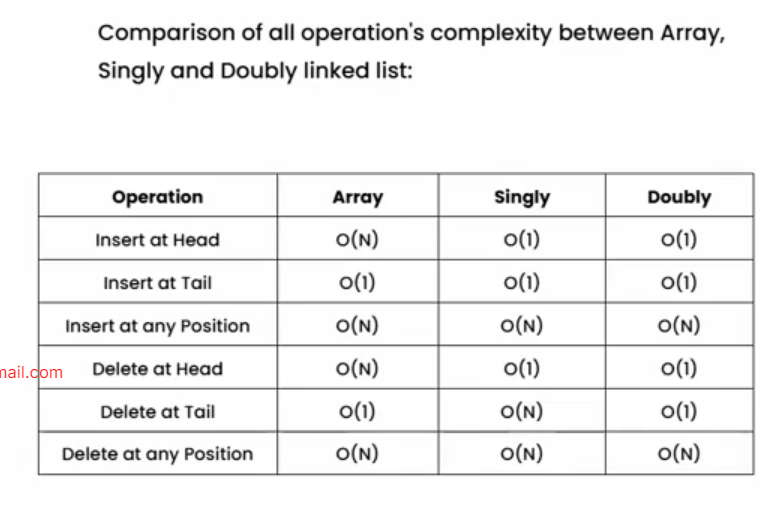 Comparison of all operation's complexity between Array,
Singly and Doubly linked list:
Operation Array Singly Doubly
Insert at Head O(N) O(1) O(1)
Insert at Tail O(1) O(1) O(1)
Insert at any Position O(N) O(N) O(N)
mail.com
Delete at Head O(N) O(1) O(1)
Delete at Tail O(1) O(N) O(1)
Delete at any Position O(N) O(N) O(N)